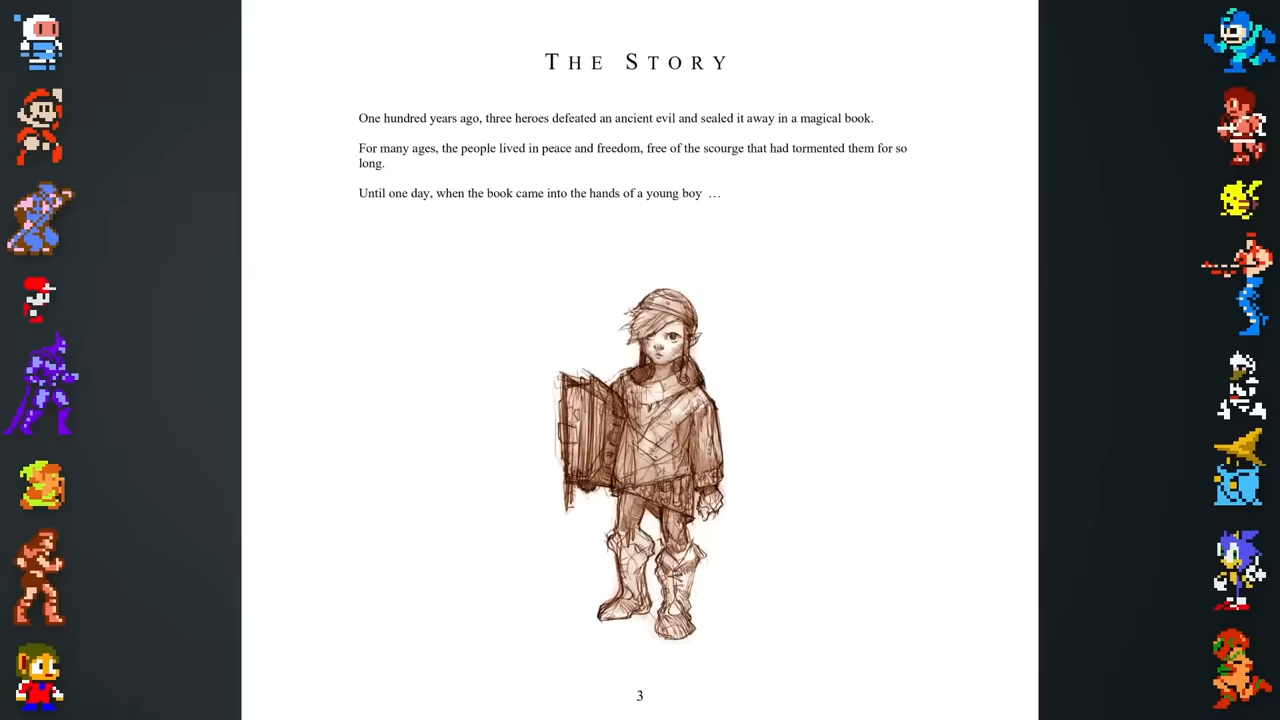 THE STORY
One hundred years ago, three heroes defeated an ancient evil and sealed it away in a magical book.
For many ages, the people lived in peace and freedom, free of the scourge that had tormented them for so
long.
Until one day, when the book came into the hands of a young boy …
3